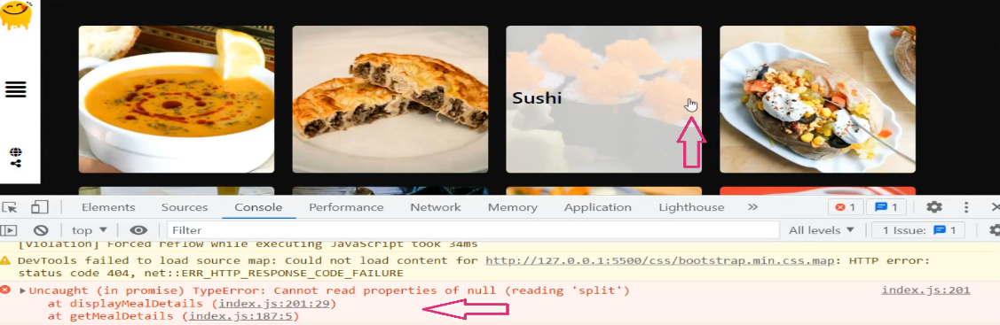 Sushi
Elements Sources Console Performance Network Memory Application Lighthouse » 1 1
top ▼ Filter All levels ▼ 1 Issue: 1
[Violation] Forced reflow while executing JavaScript took 34ms
DevTools failed to load source map: Could not load content for http://127.0.0.1:5500/css/bootstrap.min.css.map: HTTP error:
status code 404, net::ERR_HTTP_RESPONSE_CODE_FAILURE
▶Uncaught (in promise) TypeError: Cannot read properties of null (reading 'split') index.js:201
at displayMealDetails (index.js:201:29)
at getMealDetails (index.js:187:5)